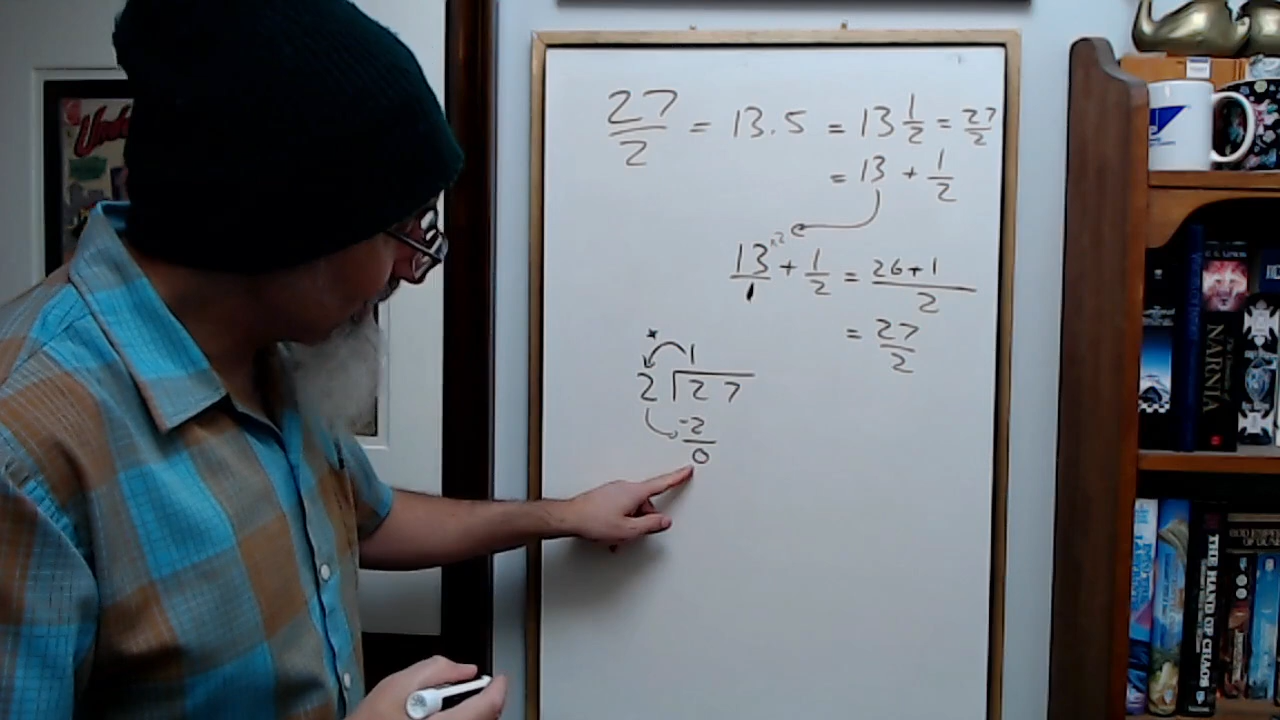 27/2 = 13.5 = 13 1/2 = 27/2
= 13 + 1/2
13/1 ×2 + 1/2 = 26+1/2
= 27/2
×
1
2 27
-2
0
NARNIA
THE HAND OF CHAOS